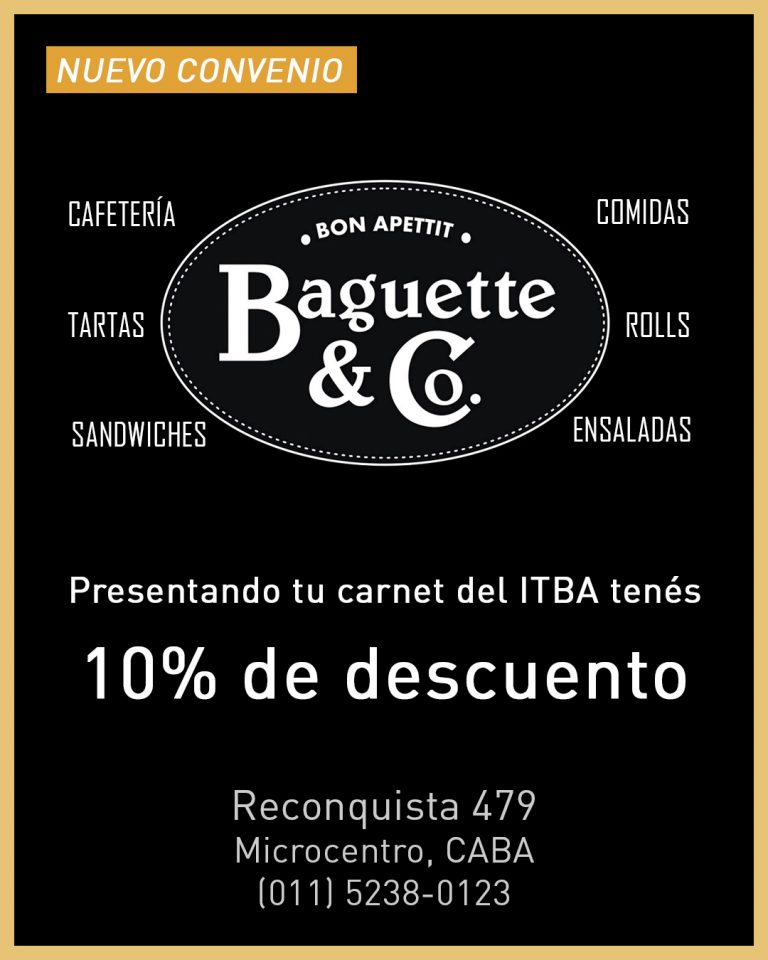 NUEVO CONVENIO
CAFETERÍA
TARTAS
SANDWICHES
BON APETTIT
Baguette
& Co.
COMIDAS
ROLLS
ENSALADAS
Presentando tu carnet del ITBA tenés
10% de descuento
Reconquista 479
Microcentro, CABA
(011) 5238-0123